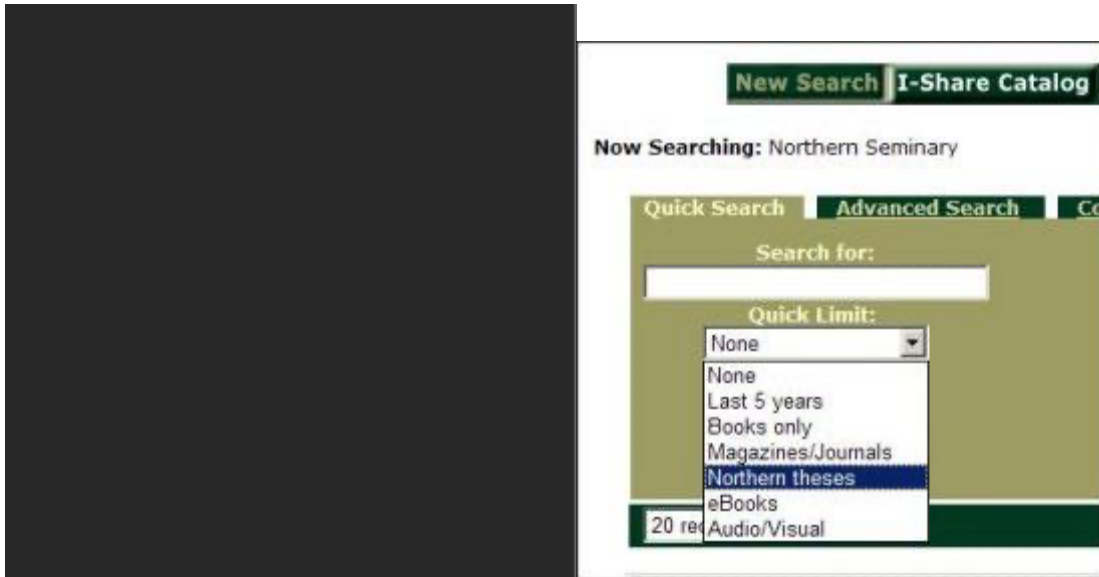 New Search I-Share Catalog
Now Searching: Northern Seminary
Quick Search Advanced Search
Search for:
Quick Limit:
None
None
Last 5 years
Books only
Magazines/Journals
Northern theses
eBooks
20
Audio/Visual